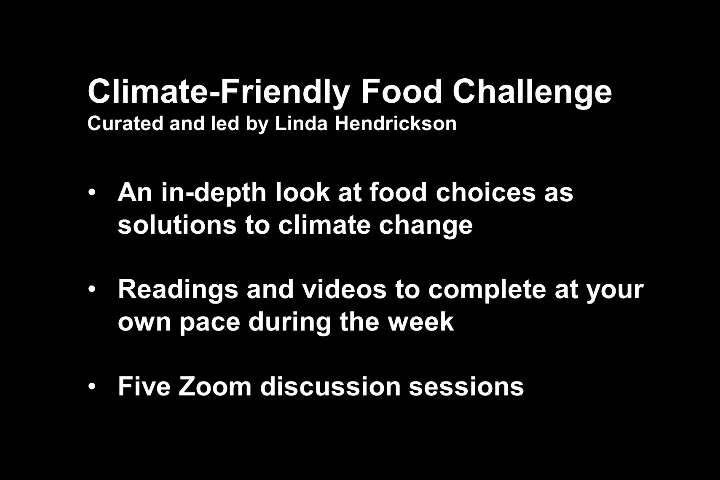 Climate-Friendly Food Challenge
Curated and led by Linda Hendrickson
• An in-depth look at food choices as
solutions to climate change
• Readings and videos to complete at your
own pace during the week
• Five Zoom discussion sessions